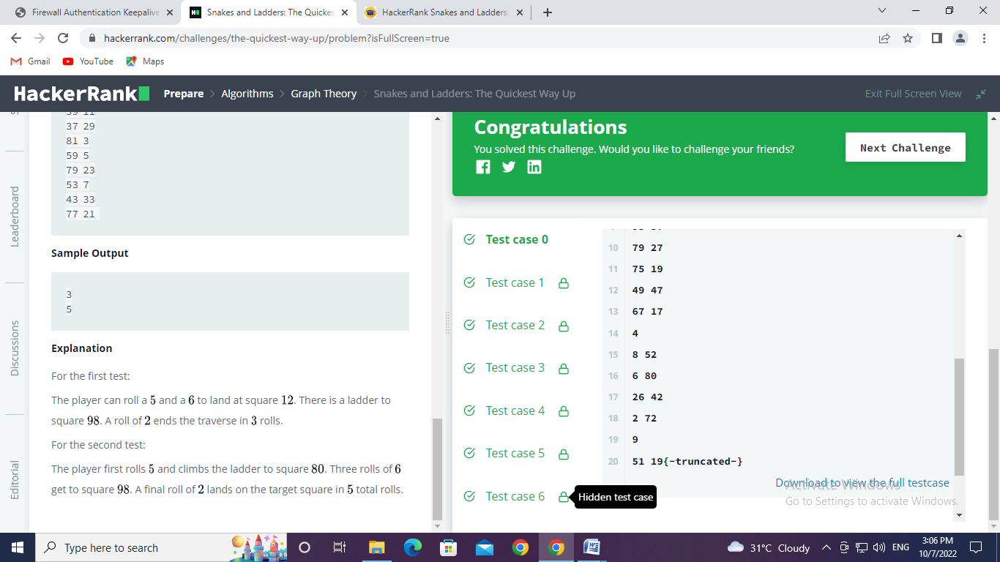 Firewall Authentication Keepalive
Snakes and Ladders: The Quickes
HackerRank Snakes and Ladders:
hackerrank.com/challenges/the-quickest-way-up/problem?isFullScreen=true
Gmail
YouTube
Maps
HackerRank
Prepare > Algorithms > Graph Theory > Snakes and Ladders: The Quickest Way Up
Exit Full Screen View
Leaderboard
Discussions
Editorial
39 11
37 29
81 3
59 5
79 23
53 7
43 33
77 21
Sample Output
3
5
Explanation
For the first test:
The player can roll a 5 and a 6 to land at square 12. There is a ladder to
square 98. A roll of 2 ends the traverse in 3 rolls.
For the second test:
The player first rolls 5 and climbs the ladder to square 80. Three rolls of 6
get to square 98. A final roll of 2 lands on the target square in 5 total rolls.
Congratulations
You solved this challenge. Would you like to challenge your friends?
Next Challenge
Test case 0
Test case 1
Test case 2
Test case 3
Test case 4
Test case 5
Test case 6
Hidden test case
10 79 27
11 75 19
12 49 47
13 67 17
14 4
15 8 52
16 6 80
17 26 42
18 2 72
19 9
20 51 19{-truncated-}
Download to view the full testcase
Activate Windows
Go to Settings to activate Windows.
Type here to search
31°C Cloudy
ENG
3:06 PM
10/7/2022